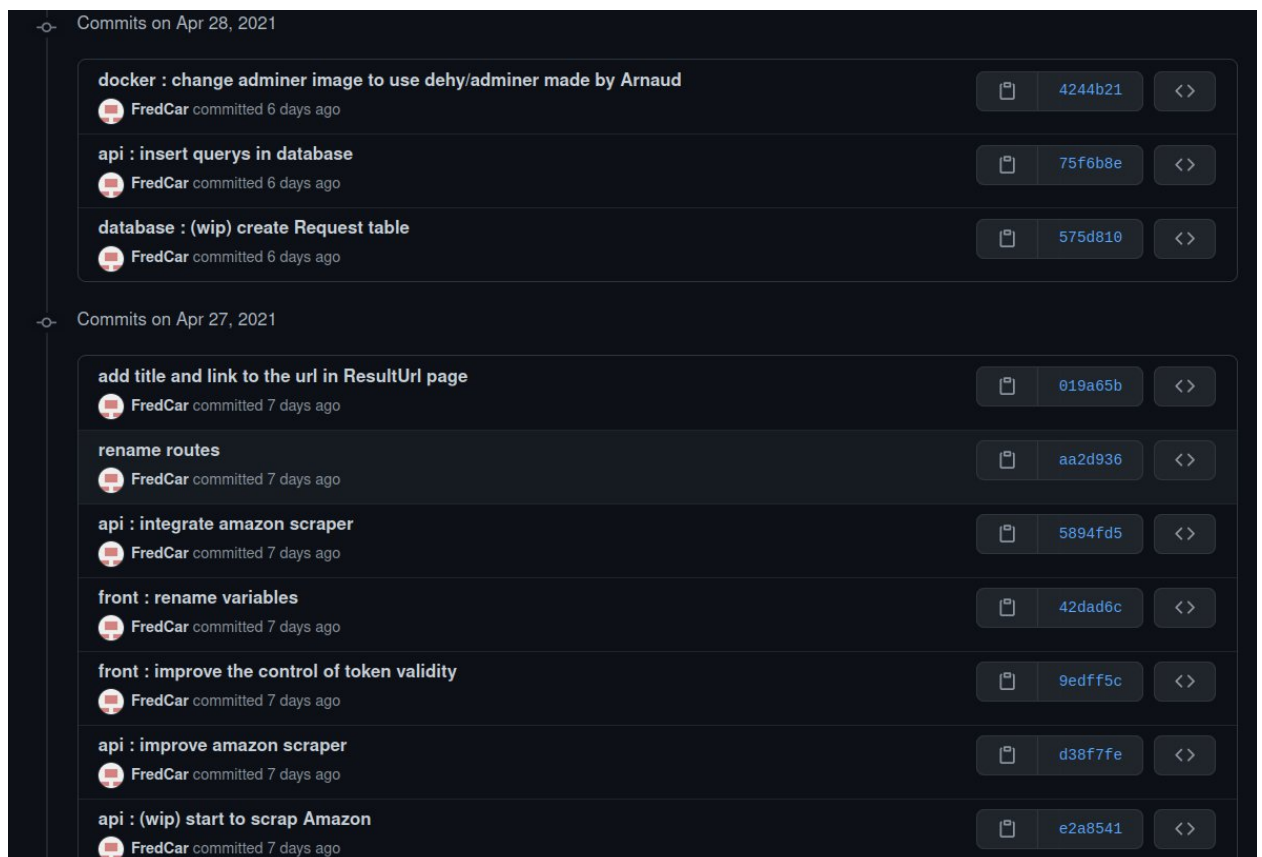 Commits on Apr 28, 2021
docker : change adminer image to use dehy/adminer made by Arnaud
FredCar committed 6 days ago
4244b21
api : insert querys in database
FredCar committed 6 days ago
75f6b8e
database : (wip) create Request table
FredCar committed 6 days ago
575d810
Commits on Apr 27, 2021
add title and link to the url in ResultUrl page
FredCar committed 7 days ago
019a65b
rename routes
FredCar committed 7 days ago
aa2d936
api : integrate amazon scraper
FredCar committed 7 days ago
5894fd5
front : rename variables
FredCar committed 7 days ago
42dad6c
front : improve the control of token validity
FredCar committed 7 days ago
9edff5c
api : improve amazon scraper
FredCar committed 7 days ago
d38f7fe
api : (wip) start to scrap Amazon
FredCar committed 7 days ago
e2a8541